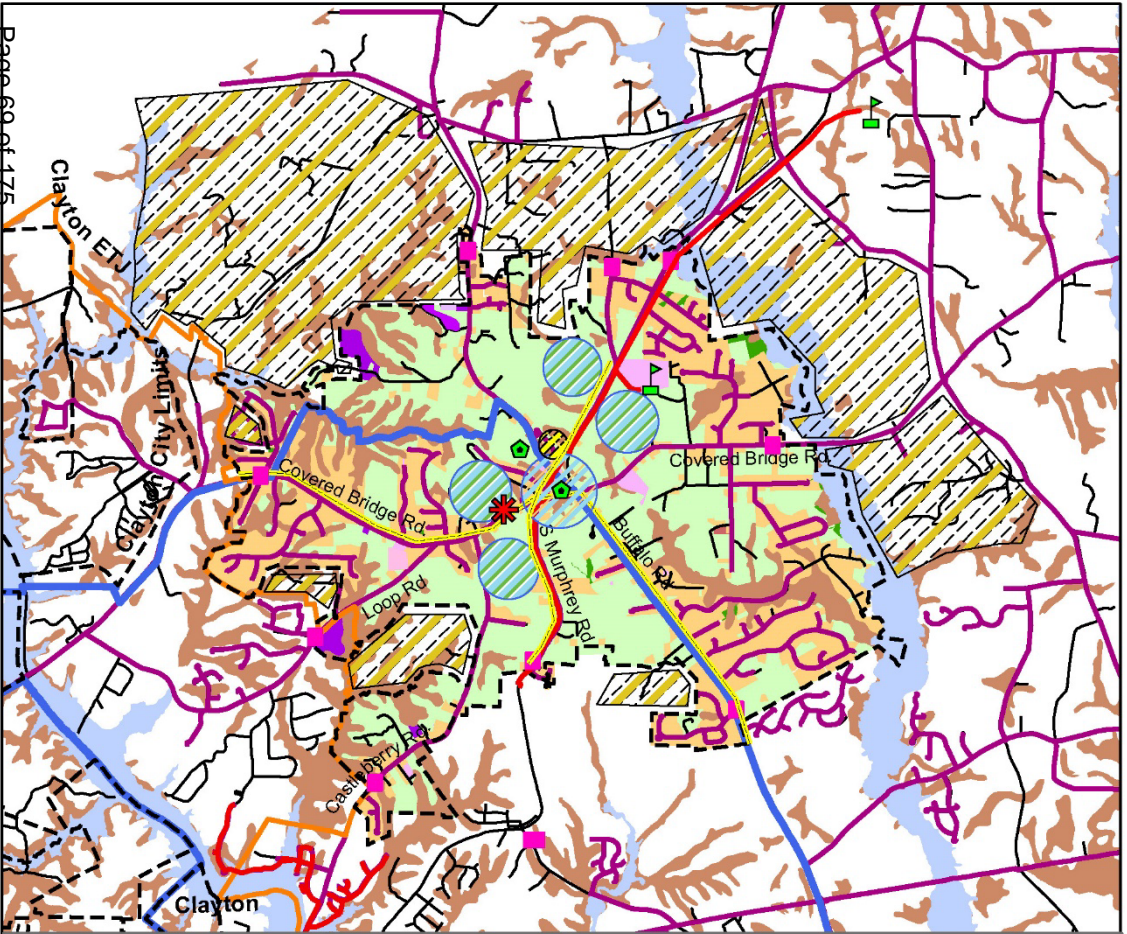 Page 69 of 175
Clayton ETJ
Clayton City Limits
Covered Bridge Rd.
Covered Bridge Rd.
Buffalo Rd.
S Murphrey Rd.
Loop Rd.
Castleberry Rd.
Clayton